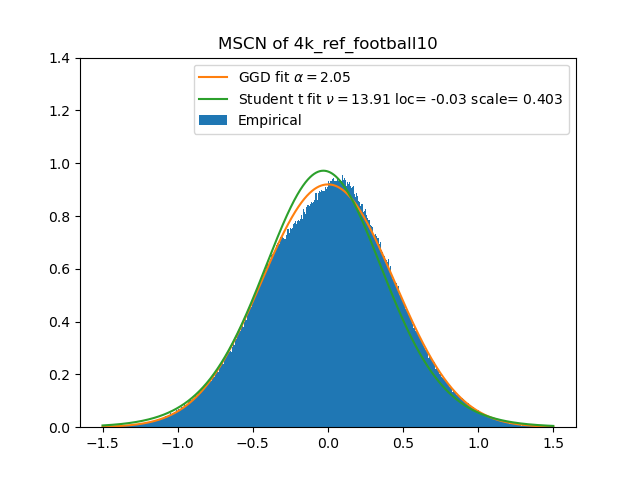 MSCN of 4k_ref_football10
GGD fit α = 2.05
Student t fit ν = 13.91 loc= -0.03 scale= 0.403
Empirical
1.4
1.2
1.0
0.8
0.6
0.4
0.2
0.0
−1.5 −1.0 −0.5 0.0 0.5 1.0 1.5